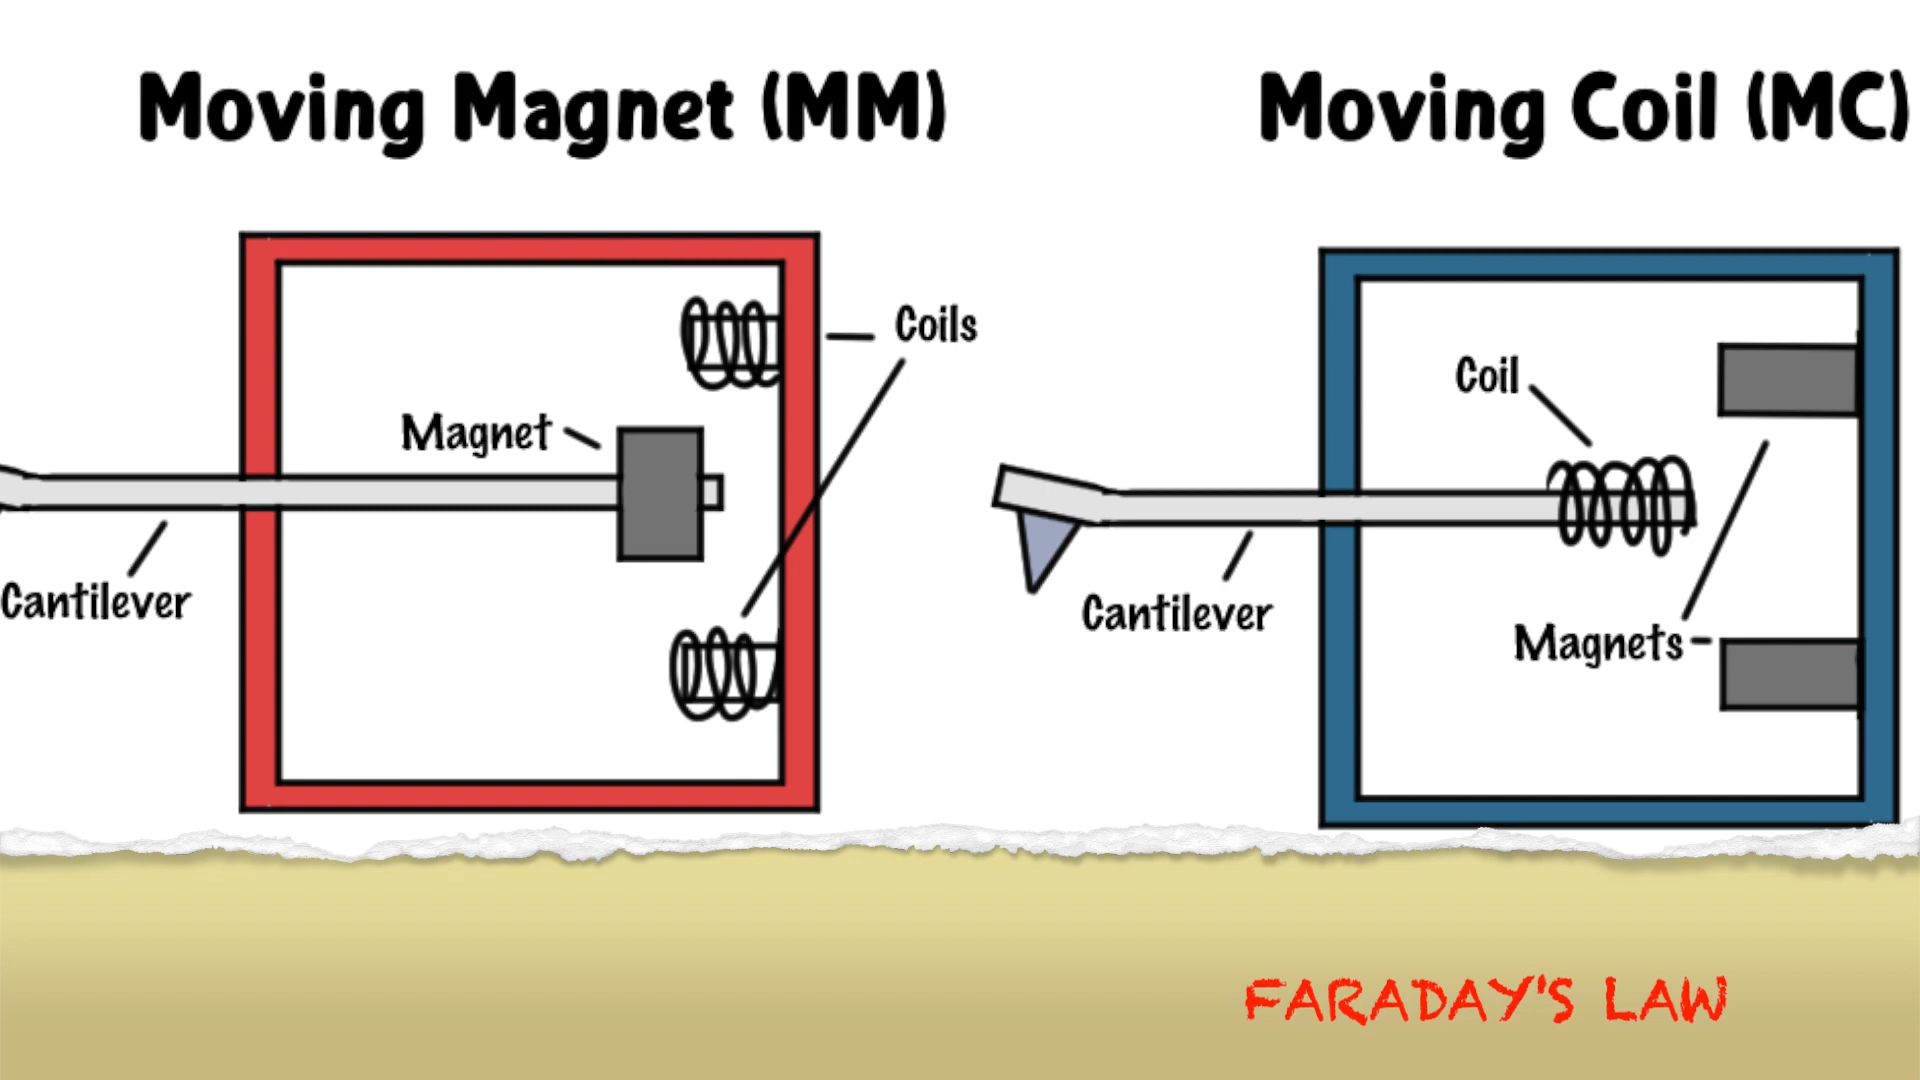 Moving Magnet (MM)
Moving Coil (MC)
Coils
Magnet
Cantilever
Coil
Cantilever
Magnets
FARADAY'S LAW